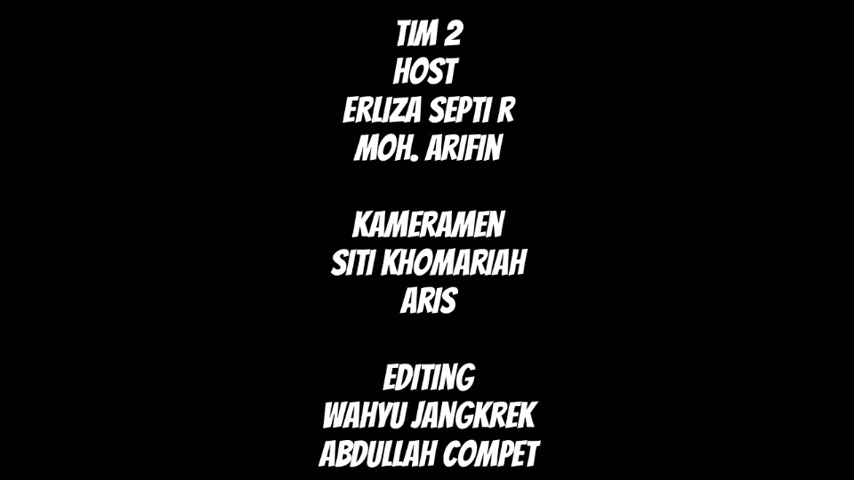 TIM 2
HOST
ERLIZA SEPTI R
MOH. ARIFIN
KAMERAMEN
SITI KHOMARIAH
ARIS
EDITING
WAHYU JANGKREK
ABDULLAH COMPET